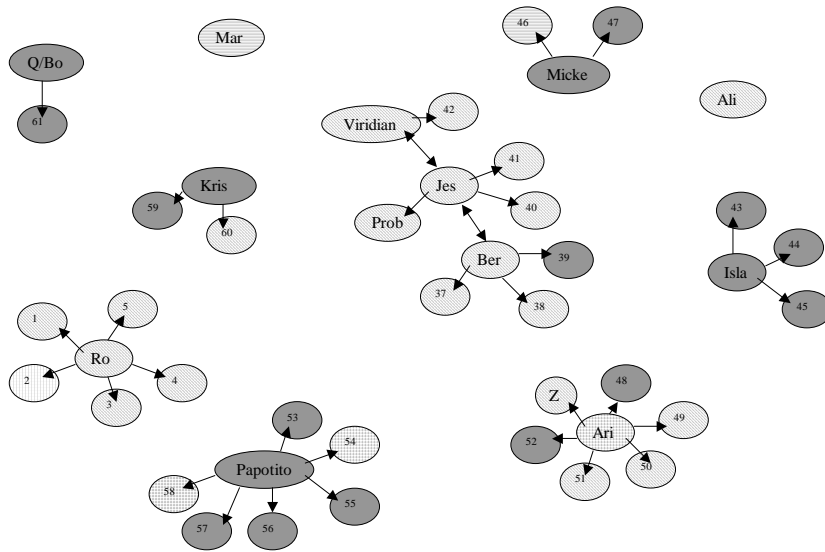 46
47
Mar
Q/Bo
Micke
Ali
42
61
Viridian
41
Jes
Kris
59
40
43
Prob
60
44
Ber
39
Isla
37
38
45
5
1
Ro
2
4
3
Z
48
49
53
Ari
54
52
Papotito
50
51
58
55
57
56